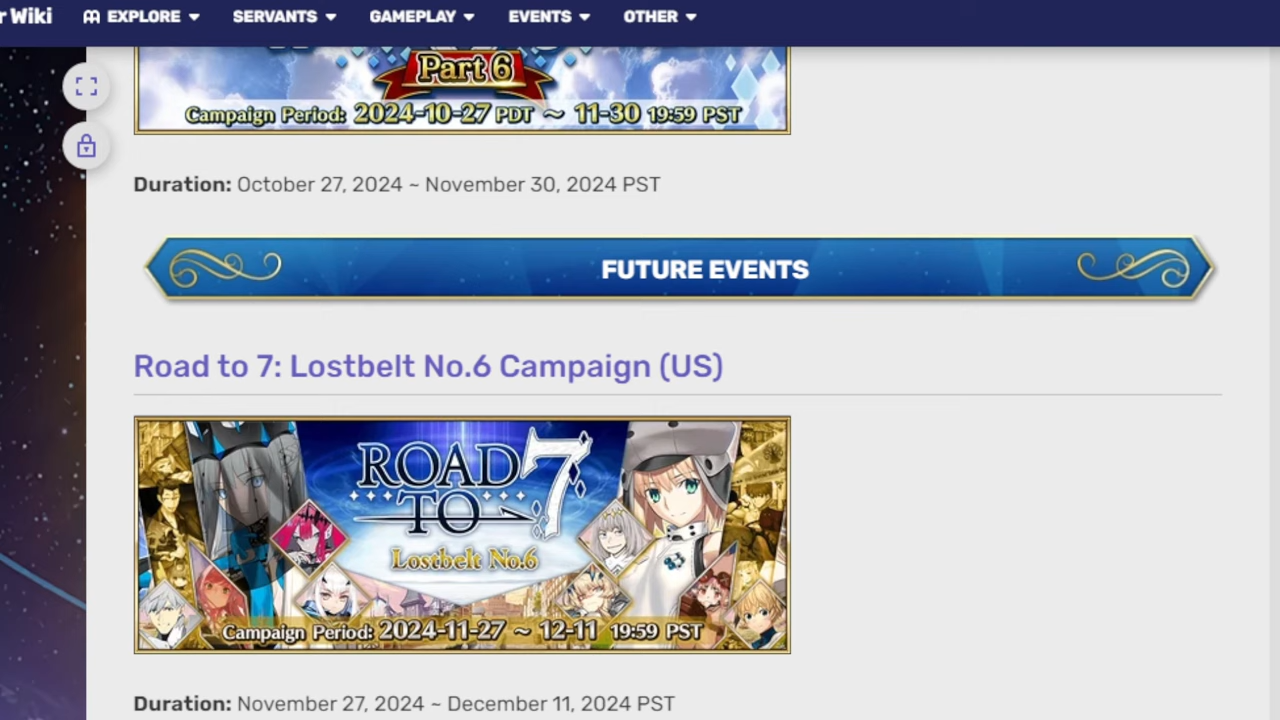 r Wiki
EXPLORE
SERVANTS
GAMEPLAY
EVENTS
OTHER
Part 6
Campaign Period: 2024-10-27 PDT ~ 11-30 19:59 PST
Duration: October 27, 2024 ~ November 30, 2024 PST
FUTURE EVENTS
Road to 7: Lostbelt No.6 Campaign (US)
ROAD
TO 7
Lostbelt No.6
Campaign Period: 2024-11-27 ~ 12-11 19:59 PST
Duration: November 27, 2024 ~ December 11, 2024 PST